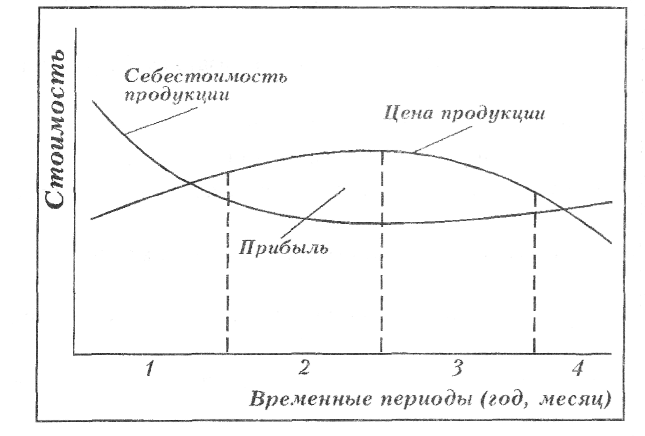 Стоимость
Себестоимость
продукции
Цена продукции
Прибыль
1 2 3 4
Временные периоды (год, месяц)